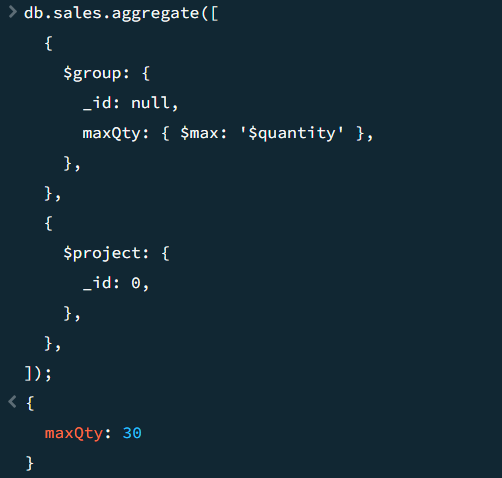 > db.sales.aggregate([
  {
    $group: {
      _id: null,
      maxQty: { $max: '$quantity' },
    },
  },
  {
    $project: {
      _id: 0,
    },
  },
]);
< {
  maxQty: 30
}